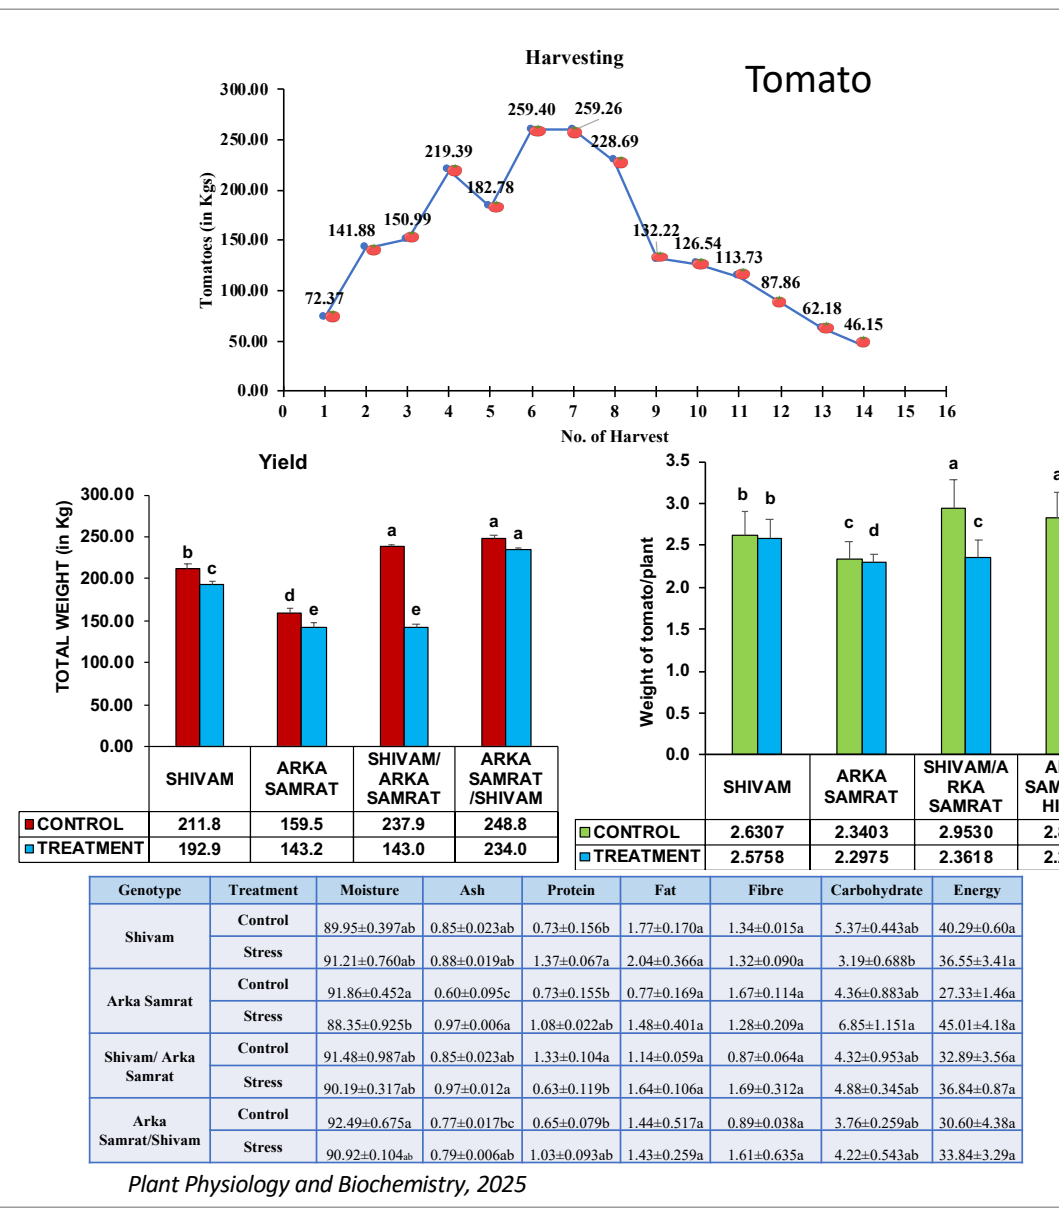 Harvesting
Tomato
300.00
250.00
200.00
150.00
100.00
50.00
0.00
Tomatoes (in Kgs)
72.37
141.88
150.99
219.39
182.78
259.40
259.26
228.69
132.22
126.54
113.73
87.86
62.18
46.15
0 1 2 3 4 5 6 7 8 9 10 11 12 13 14 15 16
No. of Harvest
Yield
TOTAL WEIGHT (in Kg)
300.00
250.00
200.00
150.00
100.00
50.00
0.00
b c d e a e a a
SHIVAM
ARKA
SAMRAT
SHIVAM/
ARKA
SAMRAT
ARKA
SAMRAT
/SHIVAM
CONTROL 211.8 159.5 237.9 248.8
TREATMENT 192.9 143.2 143.0 234.0
Weight of tomato/plant
3.5
3.0
2.5
2.0
1.5
1.0
0.5
0.0
b b c d a c a
SHIVAM
ARKA
SAMRAT
SHIVAM/A
RKA
SAMRAT
CONTROL 2.6307 2.3403 2.9530
TREATMENT 2.5758 2.2975 2.3618
Genotype Treatment Moisture Ash Protein Fat Fibre Carbohydrate Energy
Shivam
Control 89.95±0.397ab 0.85±0.023ab 0.73±0.156b 1.77±0.170a 1.34±0.015a 5.37±0.443ab 40.29±0.60a
Stress 91.21±0.760ab 0.88±0.019ab 1.37±0.067a 2.04±0.366a 1.32±0.090a 3.19±0.688b 36.55±3.41a
Arka Samrat
Control 91.86±0.452a 0.60±0.095c 0.73±0.155b 0.77±0.169a 1.67±0.114a 4.36±0.883ab 27.33±1.46a
Stress 88.35±0.925b 0.97±0.006a 1.08±0.022ab 1.48±0.401a 1.28±0.209a 6.85±1.151a 45.01±4.18a
Shivam/ Arka
Samrat
Control 91.48±0.987ab 0.85±0.023ab 1.33±0.104a 1.14±0.059a 0.87±0.064a 4.32±0.953ab 32.89±3.56a
Stress 90.19±0.317ab 0.97±0.012a 0.63±0.119b 1.64±0.106a 1.69±0.312a 4.88±0.345ab 36.84±0.87a
Arka
Samrat/Shivam
Control 92.49±0.675a 0.77±0.017bc 0.65±0.079b 1.44±0.517a 0.89±0.038a 3.76±0.259ab 30.60±4.38a
Stress 90.92±0.104ab 0.79±0.006ab 1.03±0.093ab 1.43±0.259a 1.61±0.635a 4.22±0.543ab 33.84±3.29a
Plant Physiology and Biochemistry, 2025